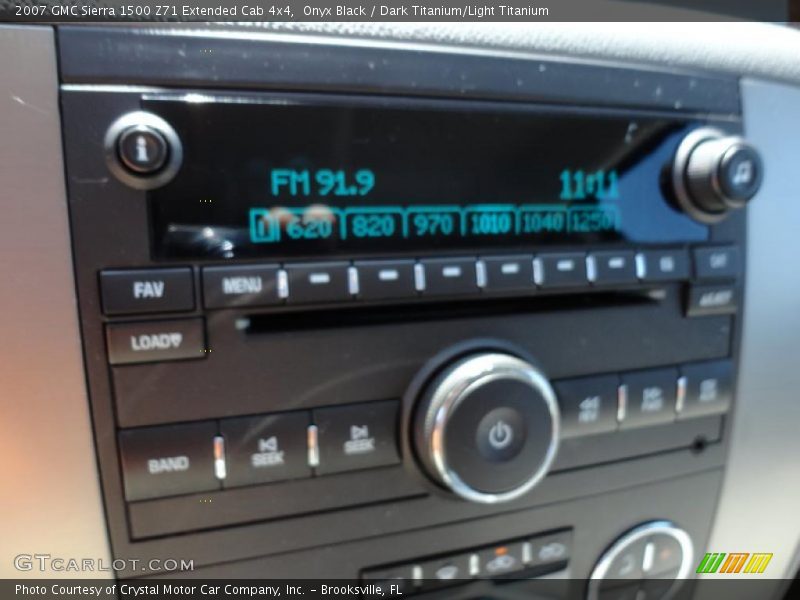 2007 GMC Sierra 1500 Z71 Extended Cab 4x4, Onyx Black / Dark Titanium/Light Titanium
i
FM 91.9 11:11
1 620 820 970 1010 1040 1250
FAV MENU
LOAD
BAND SEEK SEEK
GTCARLOT.COM
Photo Courtesy of Crystal Motor Car Company, Inc. – Brooksville, FL